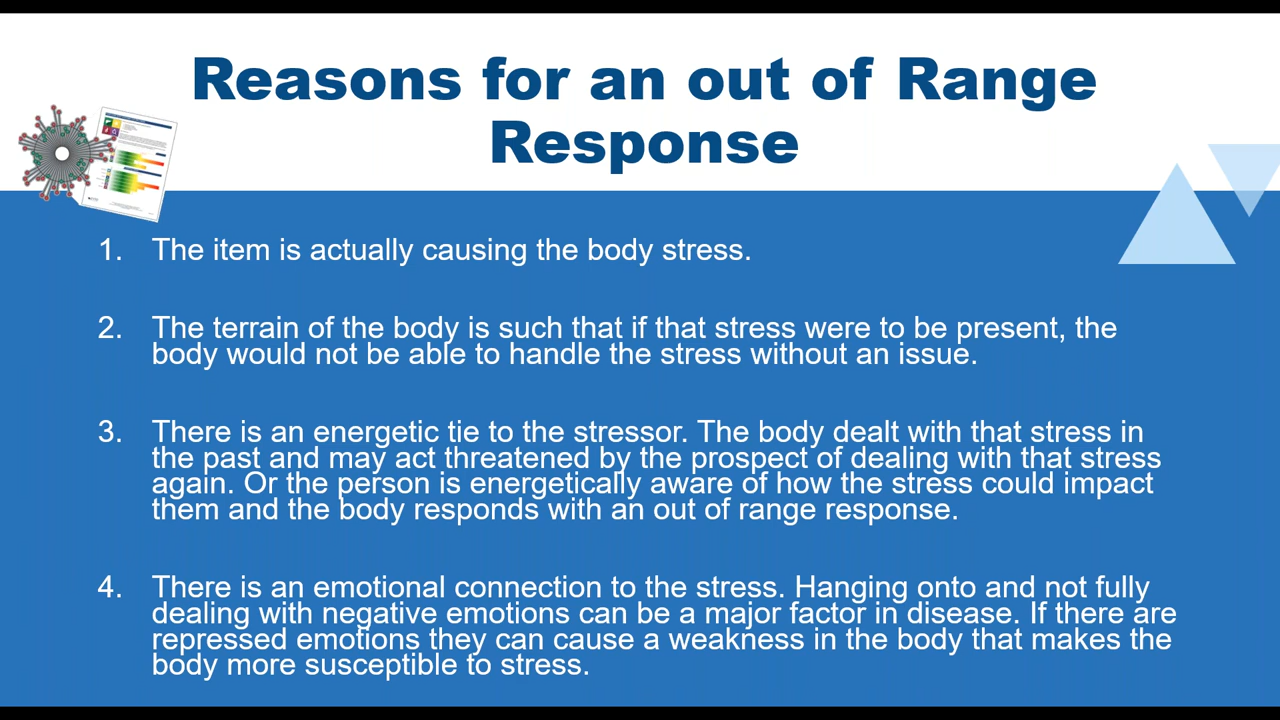 Reasons for an out of Range
Response
1. The item is actually causing the body stress.
2. The terrain of the body is such that if that stress were to be present, the
body would not be able to handle the stress without an issue.
3. There is an energetic tie to the stressor. The body dealt with that stress in
the past and may act threatened by the prospect of dealing with that stress
again. Or the person is energetically aware of how the stress could impact
them and the body responds with an out of range response.
4. There is an emotional connection to the stress. Hanging onto and not fully
dealing with negative emotions can be a major factor in disease. If there are
repressed emotions they can cause a weakness in the body that makes the
body more susceptible to stress.